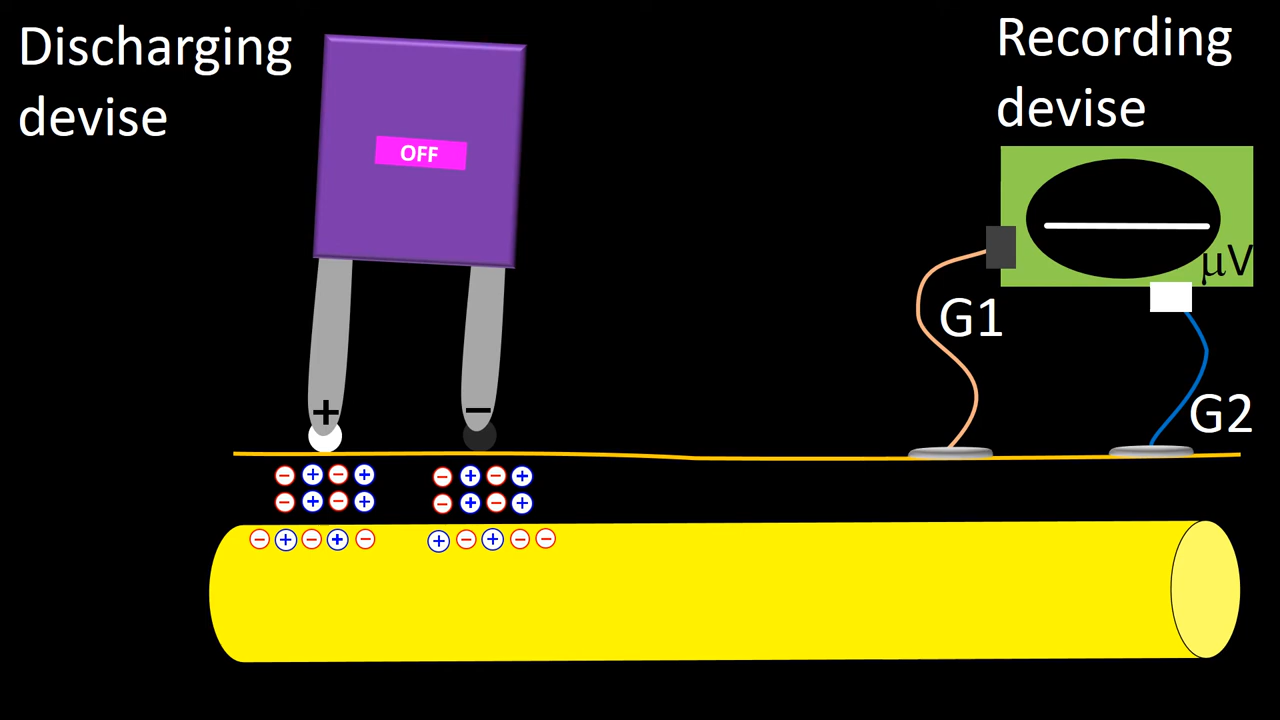 Discharging
devise
OFF
+ −
Recording
devise
µV
G1
G2
− + − + − + − +
− + − + − + − +
− + − + − + − + − −